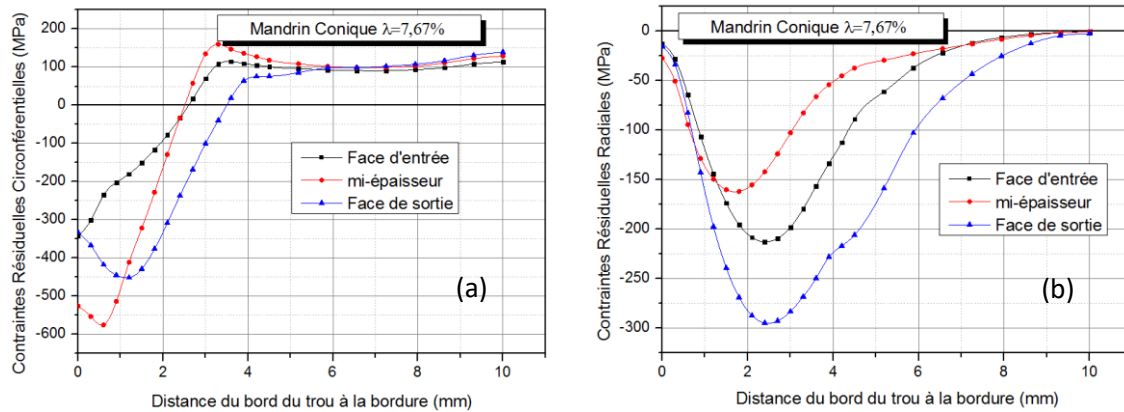 Mandrin Conique λ=7,67%
Contraintes Résiduelles Circonférentielles (MPa)
200
100
0
-100
-200
-300
-400
-500
-600
Face d'entrée
mi-épaisseur
Face de sortie
(a)
0 2 4 6 8 10
Distance du bord du trou à la bordure (mm)
Mandrin Conique λ=7,67%
Contraintes Résiduelles Radiales (MPa)
0
-50
-100
-150
-200
-250
-300
Face d'entrée
mi-épaisseur
Face de sortie
(b)
0 2 4 6 8 10
Distance du bord du trou à la bordure (mm)